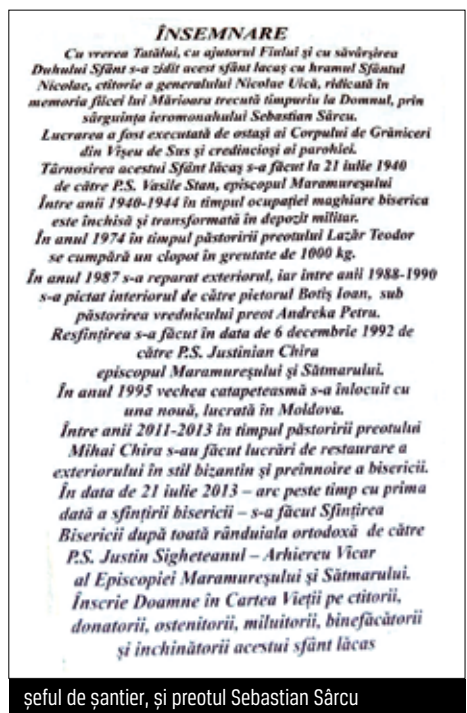 ÎNSEMNARE
Cu vrerea Tatălui, cu ajutorul Fiului și cu săvârșirea
Duhului Sfânt s-a zidit acest sfânt lacaș cu hramul Sfântul
Nicolae, ctitorie a generalului Nicolae Uică, ridicată în
memoria fiicei lui Mărioara trecută timpuriu la Domnul, prin
sârguința ieromonahului Sebastian Sârcu.
Lucrarea a fost executată de ostași ai Corpului de Grăniceri
din Vișeu de Sus și credincioși ai parohiei.
Târnosirea acestui Sfânt lăcaș s-a făcut la 21 iulie 1940
de către P.S. Vasile Stan, episcopul Maramureșului
Între anii 1940-1944 în timpul ocupației maghiare biserica
este închisă și transformată în depozit militar.
În anul 1974 în timpul păstoririi preotului Lazăr Teodor
se cumpără un clopot în greutate de 1000 kg.
În anul 1987 s-a reparat exteriorul, iar intre anii 1988-1990
s-a pictat interiorul de către pictorul Botiș Ioan, sub
păstorirea vrednicului preot Andreka Petru.
Resfințirea s-a făcut în data de 6 decembrie 1992 de
către P.S. Justinian Chira
episcopul Maramureșului și Sătmarului.
În anul 1995 vechea catapeteasmă s-a înlocuit cu
una nouă, lucrată în Moldova.
Între anii 2011-2013 în timpul păstoririi preotului
Mihai Chira s-au făcut lucrări de restaurare a
exteriorului în stil bizantin și preînnoire a bisericii.
În data de 21 iulie 2013 – arc peste timp cu prima
dată a sfințirii bisericii – s-a făcut Sfințirea
Bisericii după toată rânduiala ortodoxă de către
P.S. Justin Sigheteanul – Arhiereu Vicar
al Episcopiei Maramureșului și Sătmarului.
Înscrie Doamne în Cartea Vieții pe ctitorii,
donatorii, ostenitorii, miluitorii, binefăcătorii
și inchinătorii acestui sfânt lăcas
șeful de șantier, și preotul Sebastian Sârcu